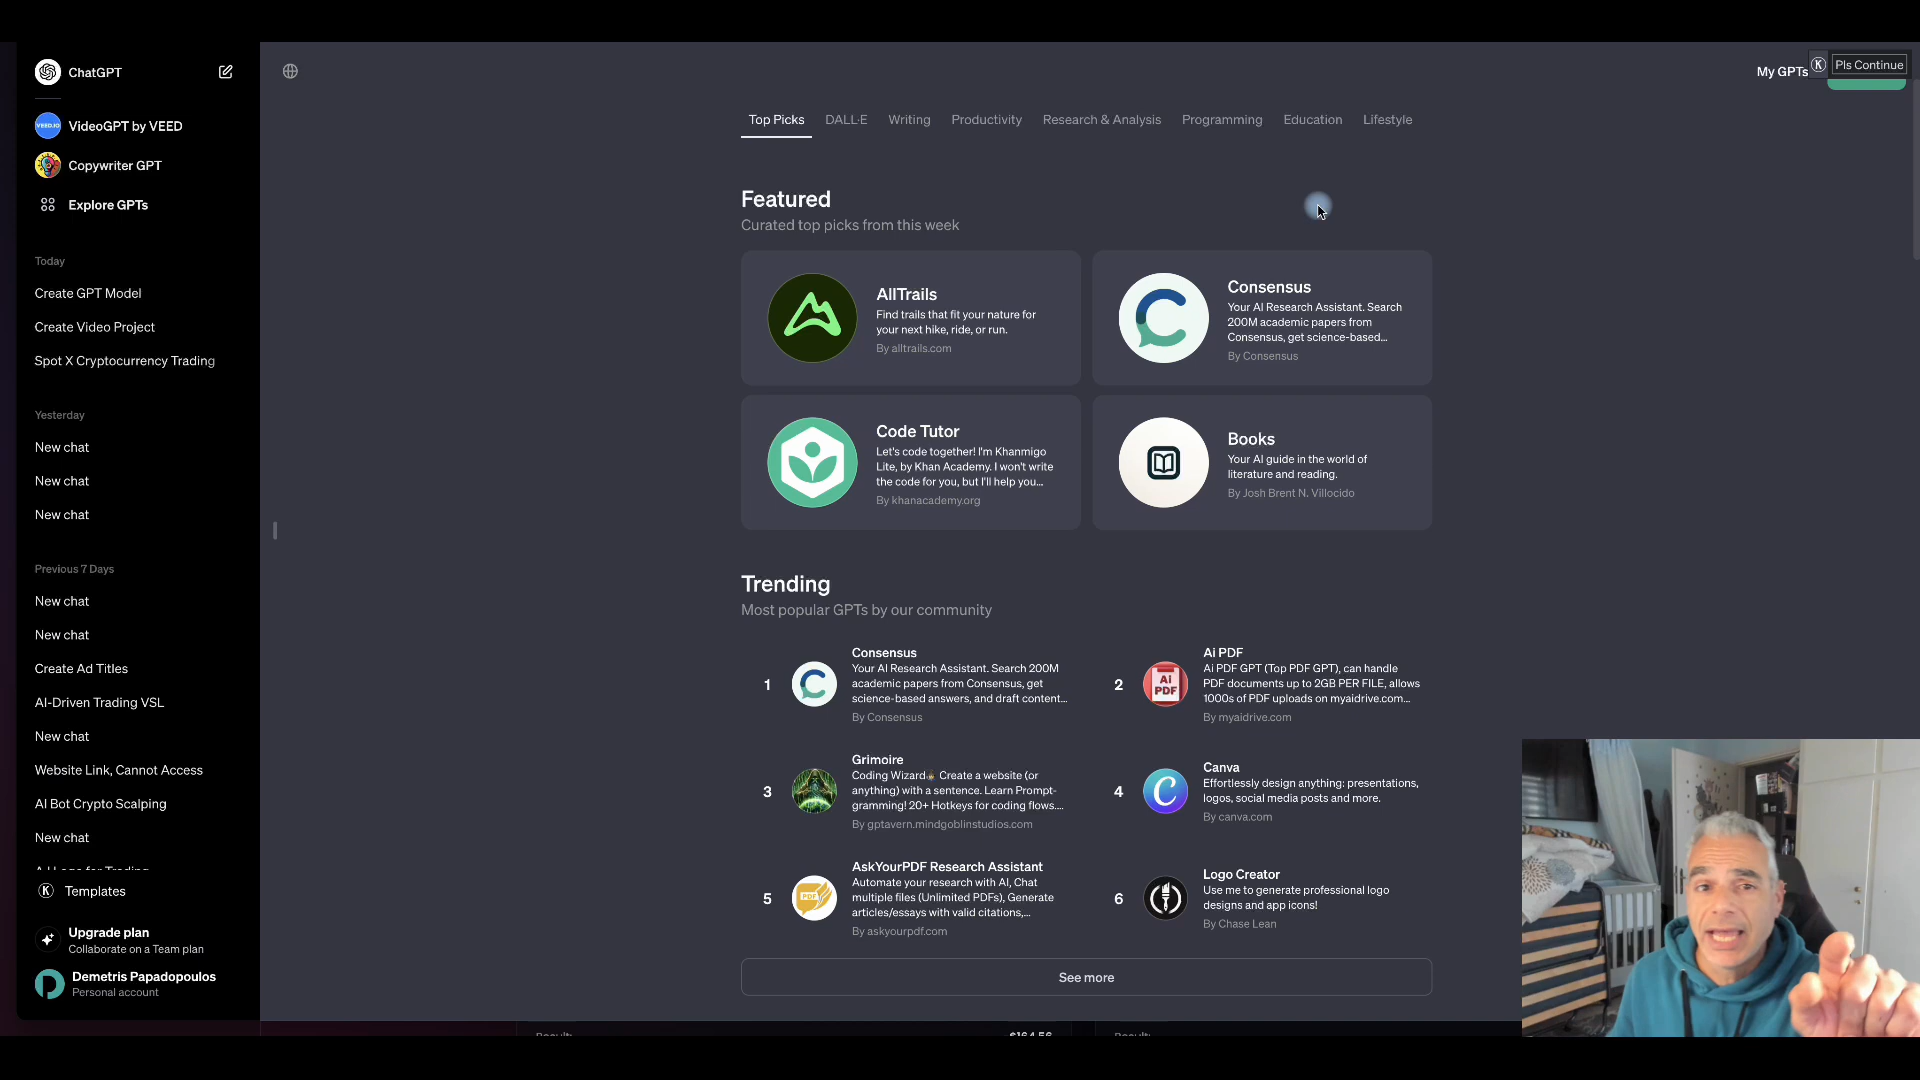 ChatGPT
VEED.IO
VideoGPT by VEED
Copywriter GPT
Explore GPTs
Today
Create GPT Model
Create Video Project
Spot X Cryptocurrency Trading
Yesterday
New chat
New chat
New chat
Previous 7 Days
New chat
New chat
Create Ad Titles
AI-Driven Trading VSL
New chat
Website Link, Cannot Access
AI Bot Crypto Scalping
New chat
Templates
Upgrade plan
Collaborate on a Team plan
Demetris Papadopoulos
Personal account
My GPTs
K
Pls Continue
Top Picks DALL·E Writing Productivity Research & Analysis Programming Education Lifestyle
Featured
Curated top picks from this week
AllTrails
Find trails that fit your nature for
your next hike, ride, or run.
By alltrails.com
Consensus
Your AI Research Assistant. Search
200M academic papers from
Consensus, get science-based...
By Consensus
Code Tutor
Let's code together! I'm Khanmigo
Lite, by Khan Academy. I won't write
the code for you, but I'll help you...
By khanacademy.org
Books
Your AI guide in the world of
literature and reading.
By Josh Brent N. Villocido
Trending
Most popular GPTs by our community
1
Consensus
Your AI Research Assistant. Search 200M
academic papers from Consensus, get
science-based answers, and draft content...
By Consensus
2
Ai PDF
Ai PDF
Ai PDF GPT (Top PDF GPT), can handle
PDF documents up to 2GB PER FILE, allows
1000s of PDF uploads on myaidrive.com...
By myaidrive.com
3
Grimoire
Coding Wizard🧙 Create a website (or
anything) with a sentence. Learn Prompt-
gramming! 20+ Hotkeys for coding flows....
By gptavern.mindgoblinstudios.com
4
Canva
Effortlessly design anything: presentations,
logos, social media posts and more.
By canva.com
5
PDF
AskYourPDF Research Assistant
Automate your research with AI, Chat
multiple files (Unlimited PDFs), Generate
articles/essays with valid citations,...
By askyourpdf.com
6
Logo Creator
Use me to generate professional logo
designs and app icons!
By Chase Lean
See more